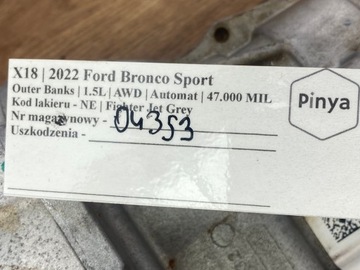 X18 | 2022 Ford Bronco Sport
Outer Banks | 1.5L | AWD | Automat | 47.000 MIL
Kod lakieru - NE | Fighter Jet Grey
Nr magazynowy - 04353
Uszkodzenia -
Pinya